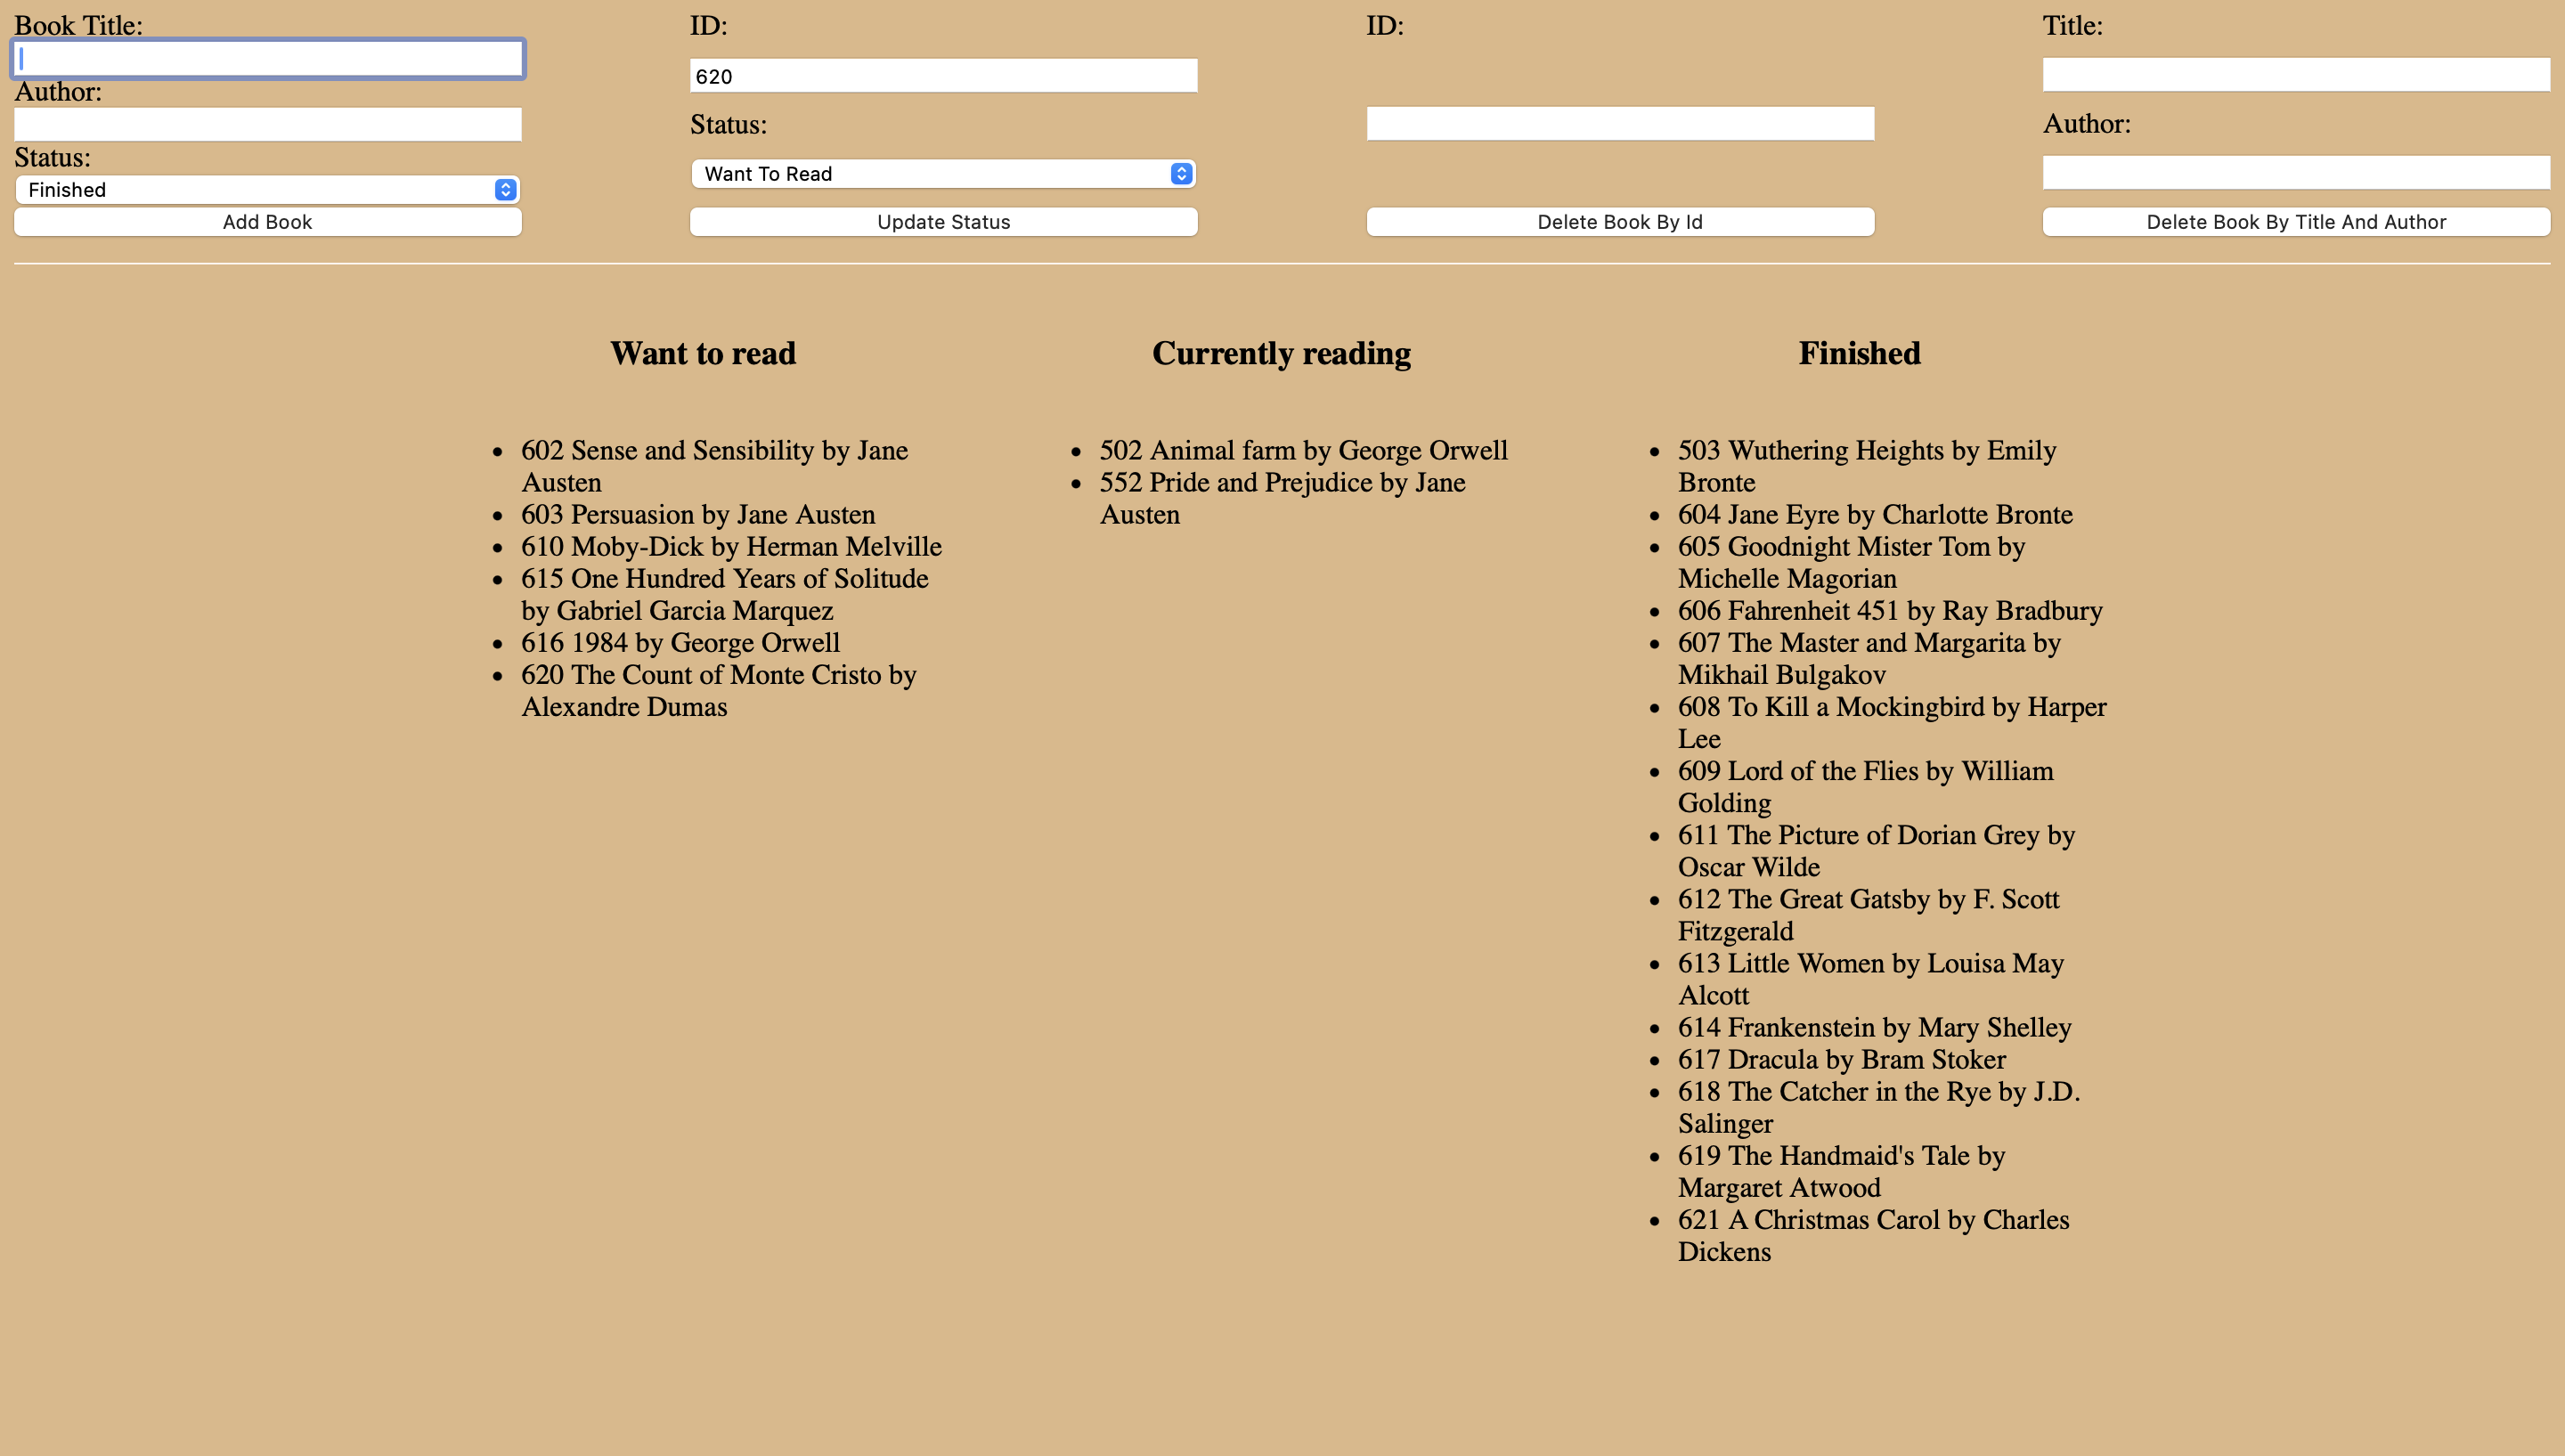 Book Title:
Author:
Status:
Finished
Add Book
ID:
620
Status:
Want To Read
Update Status
ID:
Delete Book By Id
Title:
Author:
Delete Book By Title And Author
Want to read
602 Sense and Sensibility by Jane
Austen
603 Persuasion by Jane Austen
610 Moby-Dick by Herman Melville
615 One Hundred Years of Solitude
by Gabriel Garcia Marquez
616 1984 by George Orwell
620 The Count of Monte Cristo by
Alexandre Dumas
Currently reading
502 Animal farm by George Orwell
552 Pride and Prejudice by Jane
Austen
Finished
503 Wuthering Heights by Emily
Bronte
604 Jane Eyre by Charlotte Bronte
605 Goodnight Mister Tom by
Michelle Magorian
606 Fahrenheit 451 by Ray Bradbury
607 The Master and Margarita by
Mikhail Bulgakov
608 To Kill a Mockingbird by Harper
Lee
609 Lord of the Flies by William
Golding
611 The Picture of Dorian Grey by
Oscar Wilde
612 The Great Gatsby by F. Scott
Fitzgerald
613 Little Women by Louisa May
Alcott
614 Frankenstein by Mary Shelley
617 Dracula by Bram Stoker
618 The Catcher in the Rye by J.D.
Salinger
619 The Handmaid's Tale by
Margaret Atwood
621 A Christmas Carol by Charles
Dickens